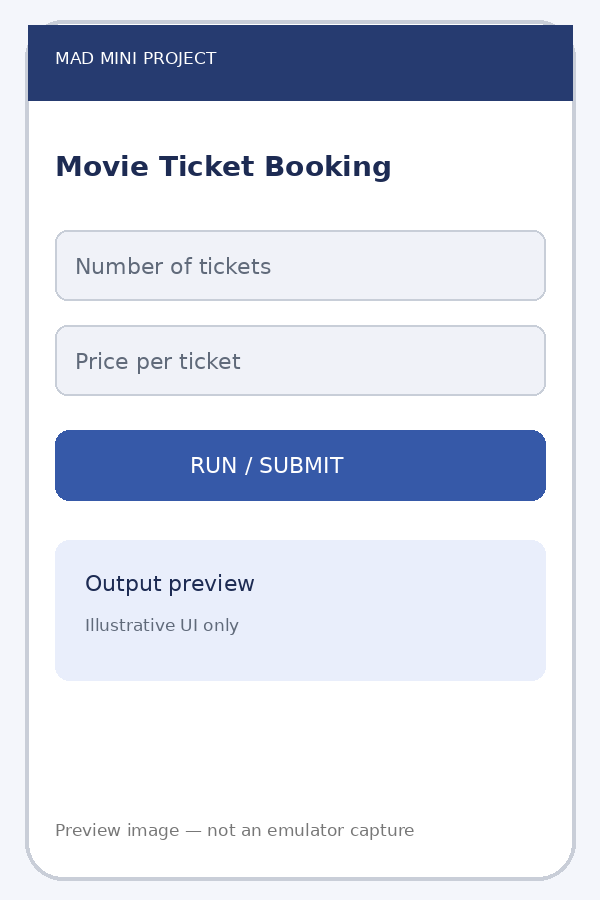 MAD MINI PROJECT
Movie Ticket Booking
Number of tickets
Price per ticket
RUN / SUBMIT
Output preview
Illustrative UI only
Preview image — not an emulator capture